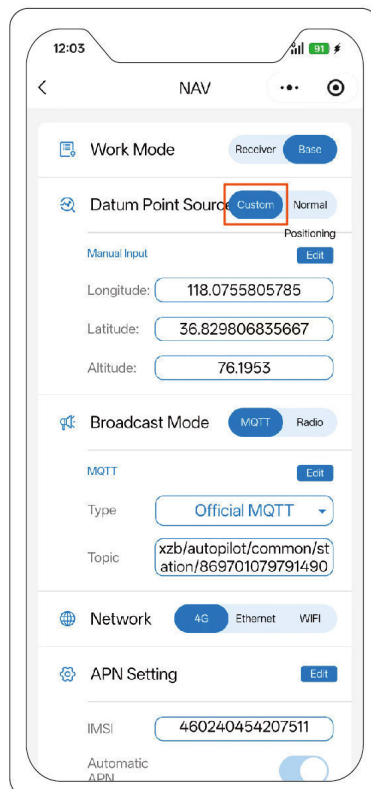 12:03
91
NAV
Work Mode
Receiver
Base
Datum Point Source
Custom
Normal
Positioning
Manual Input
Edit
Longitude:
118.0755805785
Latitude:
36.829806835667
Altitude:
76.1953
Broadcast Mode
MQTT
Radio
MQTT
Edit
Type
Official MQTT
Topic
xzb/autopilot/common/st
ation/869701079791490
Network
4G
Ethernet
WIFI
APN Setting
Edit
IMSI
460240454207511
Automatic
APN